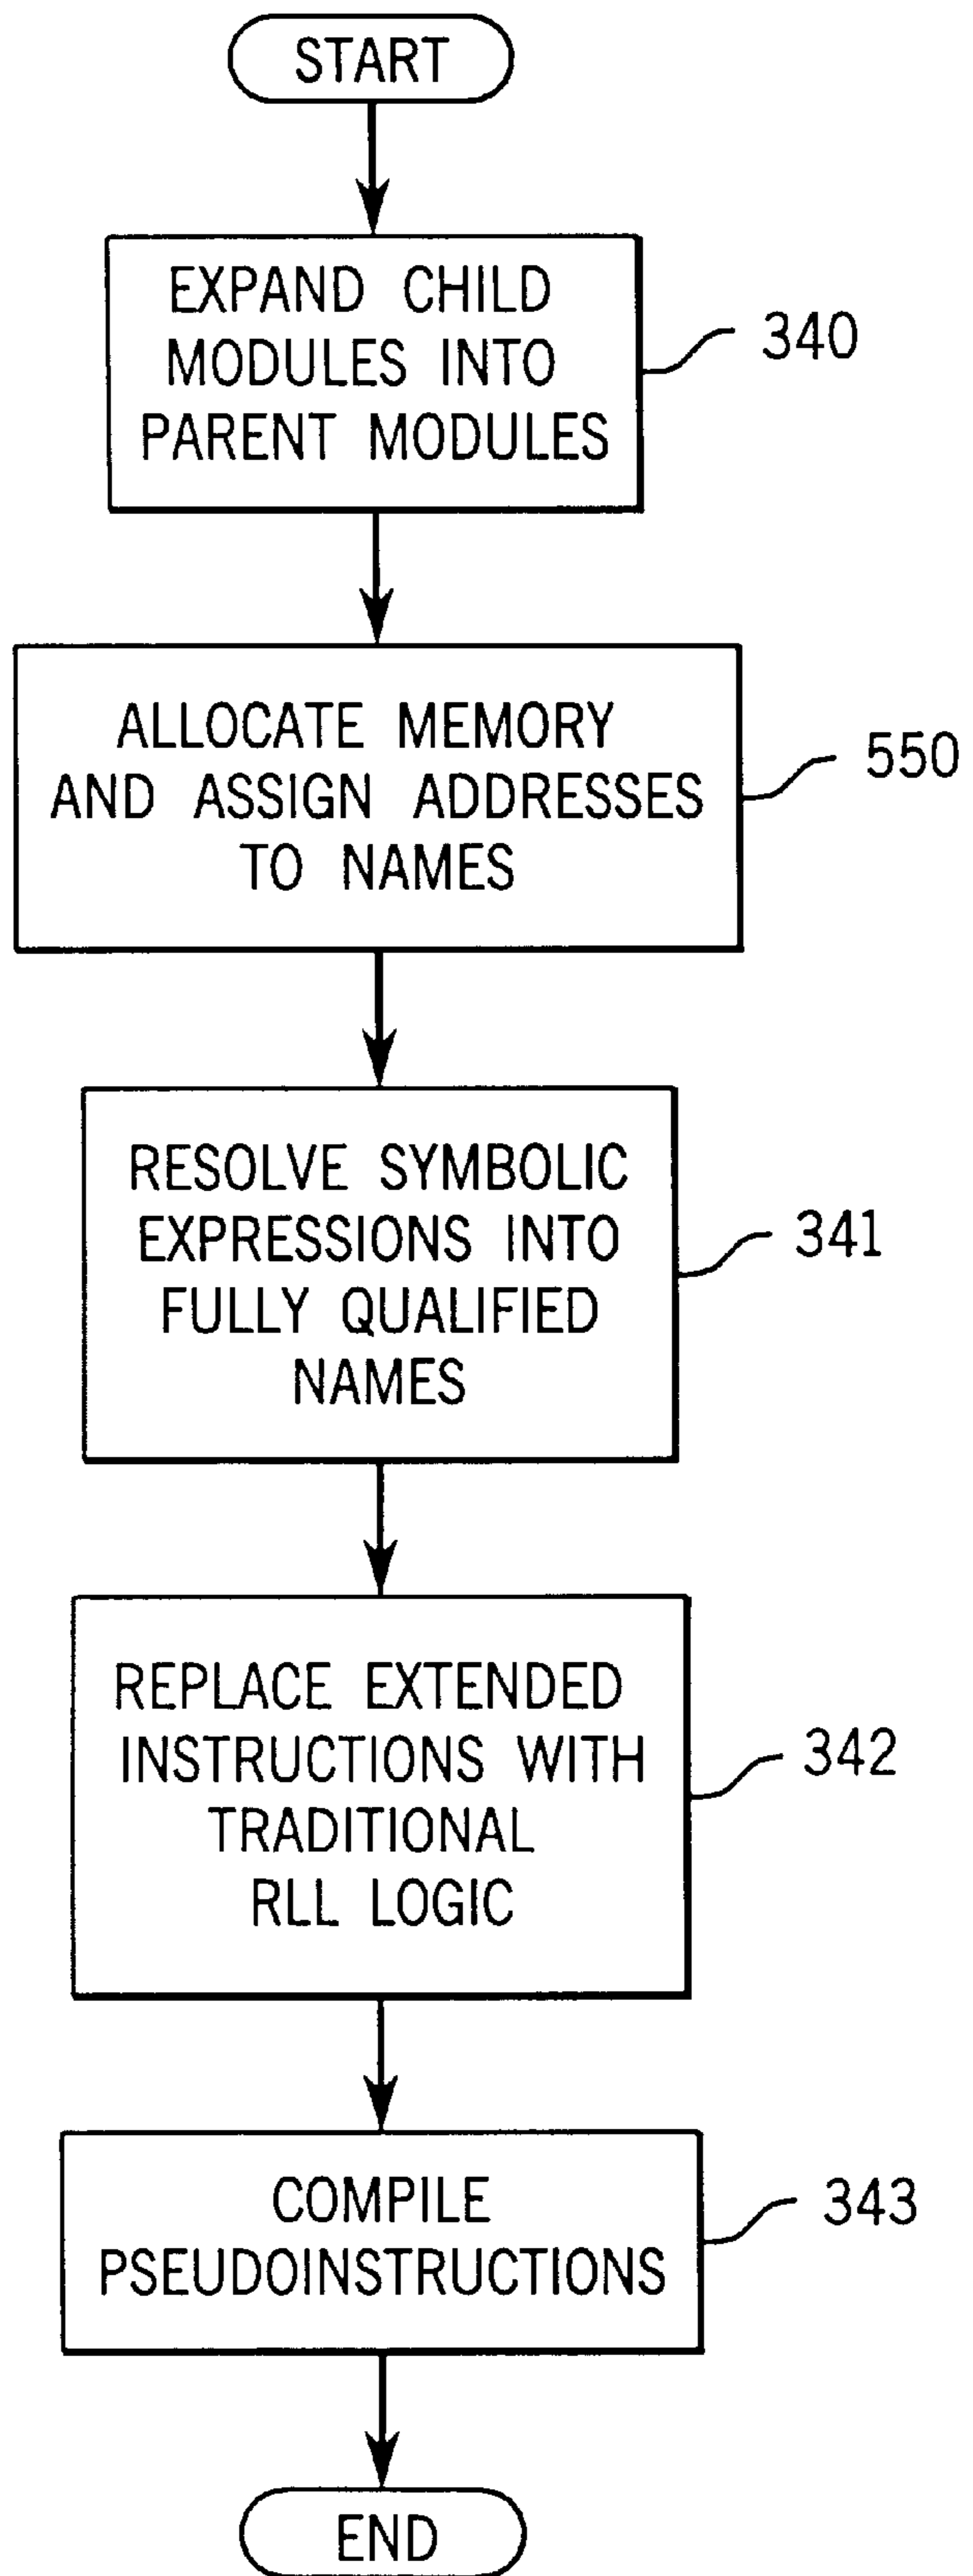 START
EXPAND CHILD
MODULES INTO
PARENT MODULES
340
ALLOCATE MEMORY
AND ASSIGN ADDRESSES
TO NAMES
550
RESOLVE SYMBOLIC
EXPRESSIONS INTO
FULLY QUALIFIED
NAMES
341
REPLACE EXTENDED
INSTRUCTIONS WITH
TRADITIONAL
RLL LOGIC
342
COMPILE
PSEUDOINSTRUCTIONS
343
END